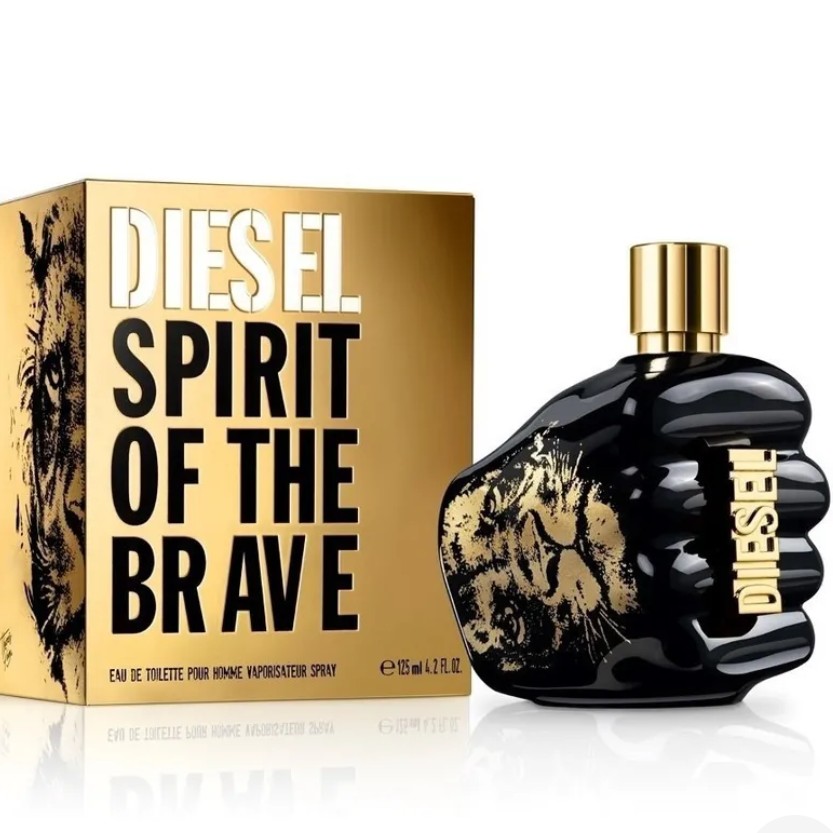 DIESEL
SPIRIT
OF THE
BRAVE
EAU DE TOILETTE POUR HOMME VAPORISATEUR SPRAY
℮ 125 ml 4.2 FL.OZ.
DIESEL